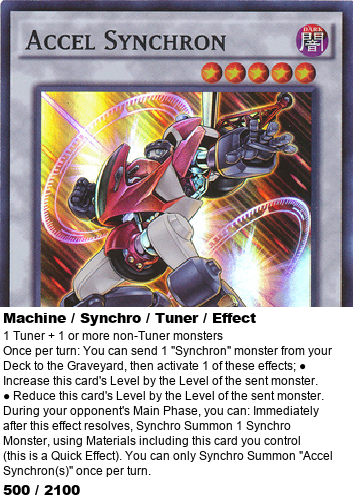 ACCEL SYNCHRON
DARK
闇
Machine / Synchro / Tuner / Effect
1 Tuner + 1 or more non-Tuner monsters
Once per turn: You can send 1 "Synchron" monster from your
Deck to the Graveyard, then activate 1 of these effects; ●
Increase this card's Level by the Level of the sent monster.
● Reduce this card's Level by the Level of the sent monster.
During your opponent's Main Phase, you can: Immediately
after this effect resolves, Synchro Summon 1 Synchro
Monster, using Materials including this card you control
(this is a Quick Effect). You can only Synchro Summon "Accel
Synchron(s)" once per turn.
500 / 2100